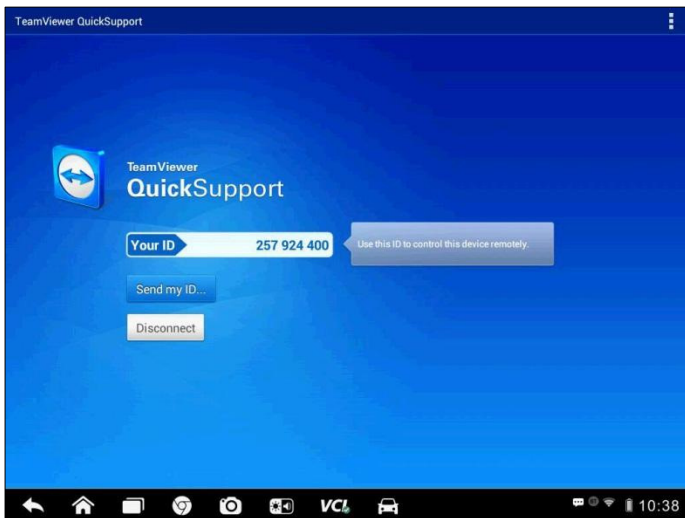 TeamViewer QuickSupport
TeamViewer
QuickSupport
Your ID 257 924 400
Use this ID to control this device remotely.
Send my ID...
Disconnect
VCI 10:38